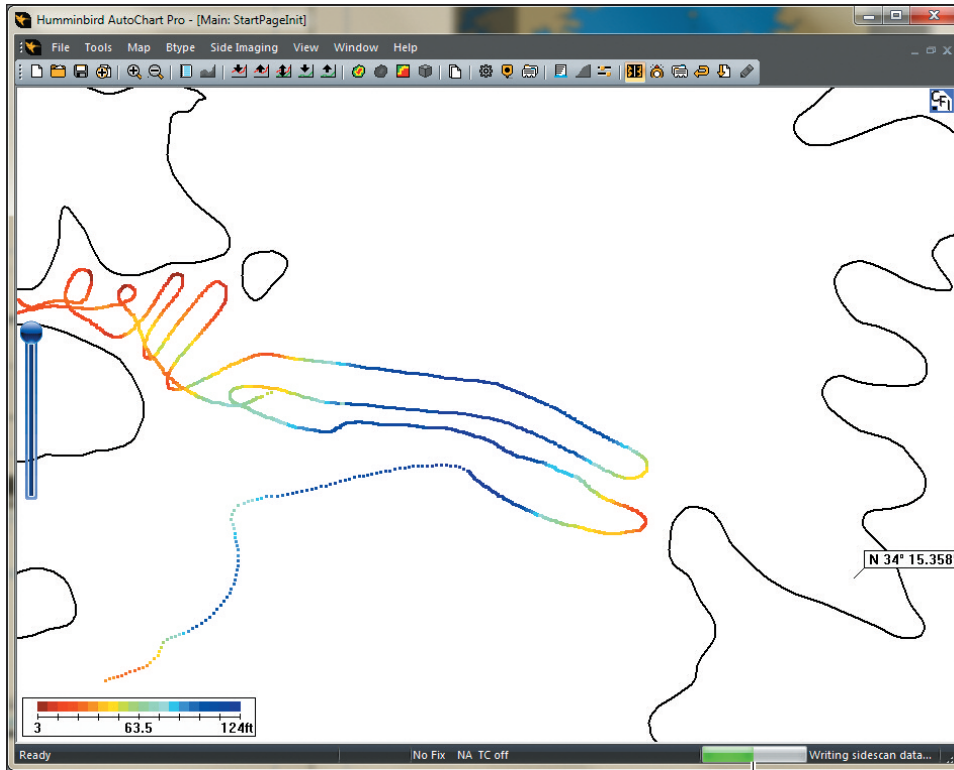 Humminbird AutoChart Pro - [Main: StartPageInit]
File Tools Map Btype Side Imaging View Window Help
CFI
N 34° 15.358'
3 63.5 124ft
Ready No Fix NA TC off Writing sidescan data...